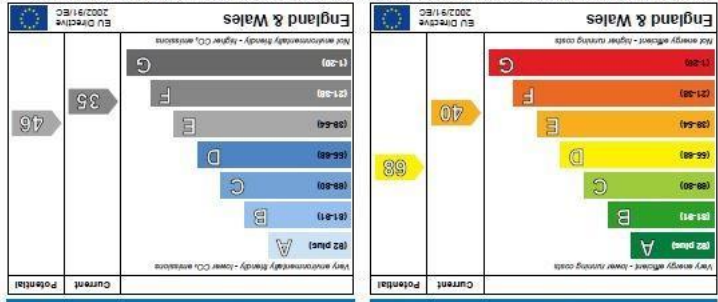 Current Potential
Very energy efficient - lower running costs
(92 plus) A
(81-91) B
(69-80) C
(55-68) D
(39-54) E
(21-38) F
(1-20) G
Not energy efficient - higher running costs
40
68
England & Wales
EU Directive
2002/91/EC
Current Potential
Very environmentally friendly - lower CO₂ emissions
(92 plus) A
(81-91) B
(69-80) C
(55-68) D
(39-54) E
(21-38) F
(1-20) G
Not environmentally friendly - higher CO₂ emissions
35
46
England & Wales
EU Directive
2002/91/EC